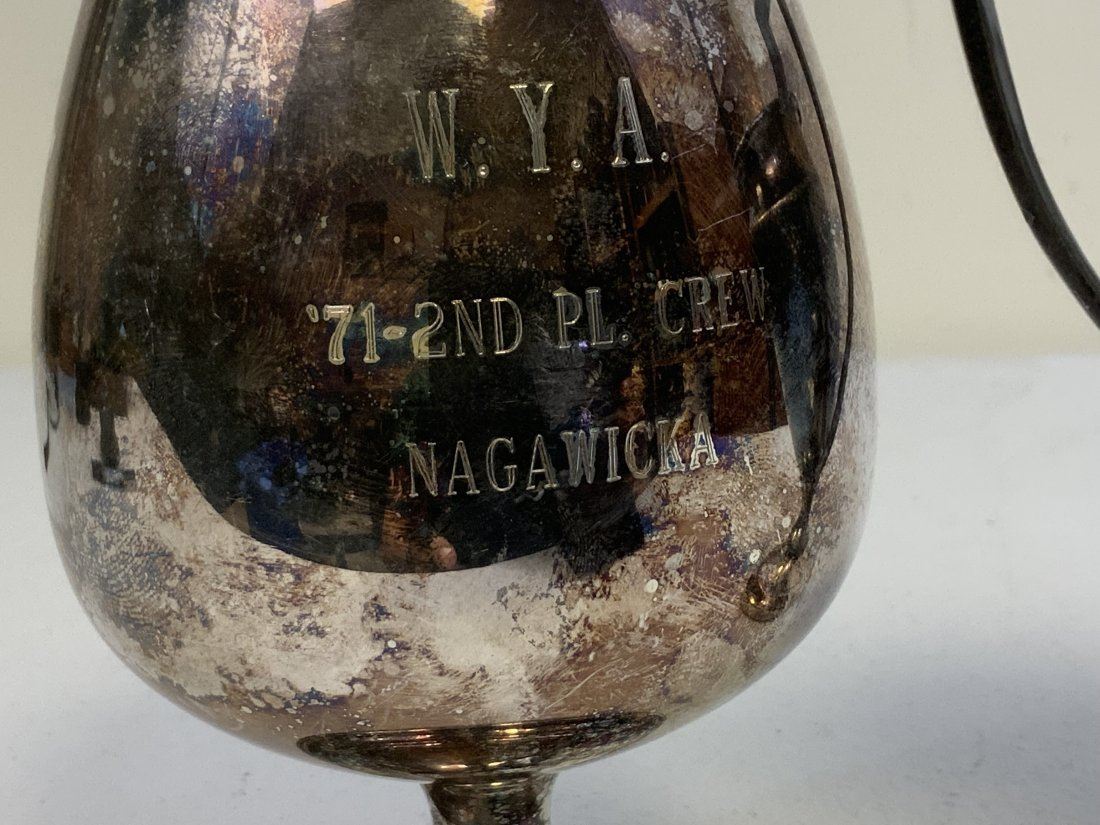 W. Y. A.
'71-2ND PL. CREW
NAGAWICKA